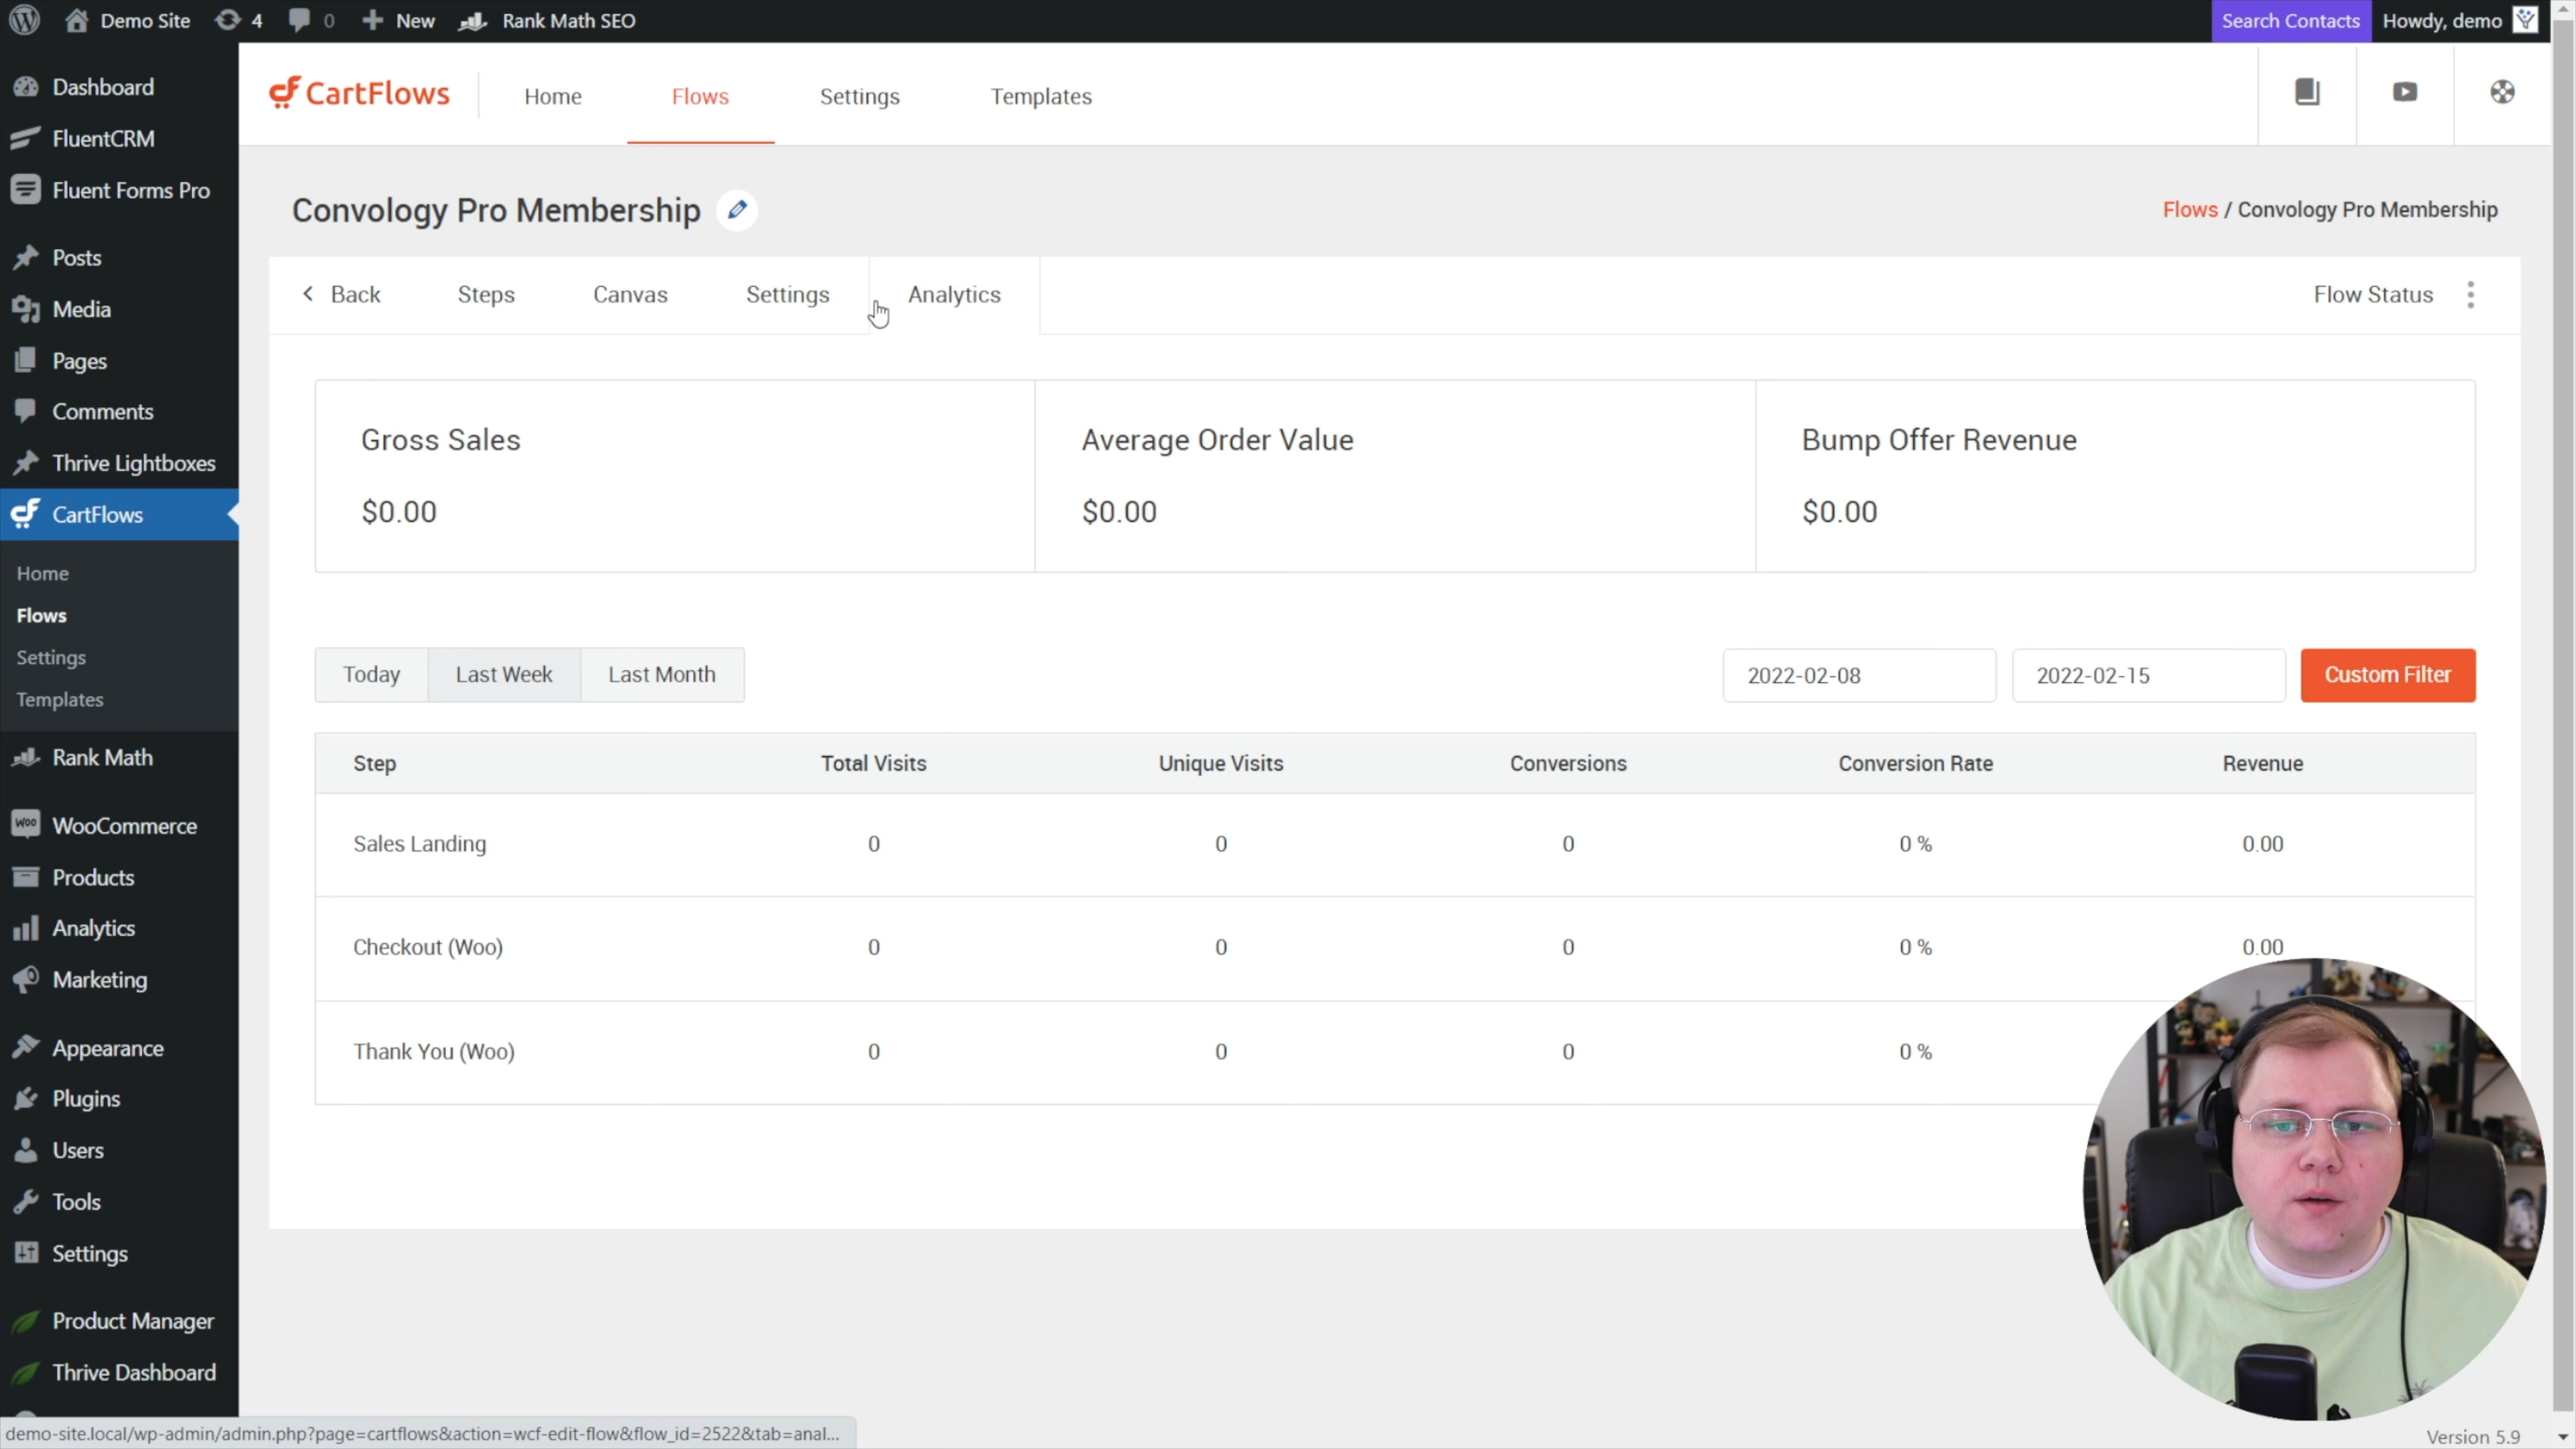 Demo Site 4 0 New Rank Math SEO Search Contacts Howdy, demo
Dashboard
FluentCRM
Fluent Forms Pro
Posts
Media
Pages
Comments
Thrive Lightboxes
CartFlows
Home
Flows
Settings
Templates
Rank Math
Woo WooCommerce
Products
Analytics
Marketing
Appearance
Plugins
Users
Tools
Settings
Product Manager
Thrive Dashboard
CartFlows Home Flows Settings Templates
Convology Pro Membership
Flows / Convology Pro Membership
Back Steps Canvas Settings Analytics Flow Status
Gross Sales Average Order Value Bump Offer Revenue
$0.00 $0.00 $0.00
Today Last Week Last Month 2022-02-08 2022-02-15 Custom Filter
Step Total Visits Unique Visits Conversions Conversion Rate Revenue
Sales Landing 0 0 0 0 % 0.00
Checkout (Woo) 0 0 0 0 % 0.00
Thank You (Woo) 0 0 0 0 %
demo-site.local/wp-admin/admin.php?page=cartflows&action=wcf-edit-flow&flow_id=2522&tab=anal...
Version 5.9